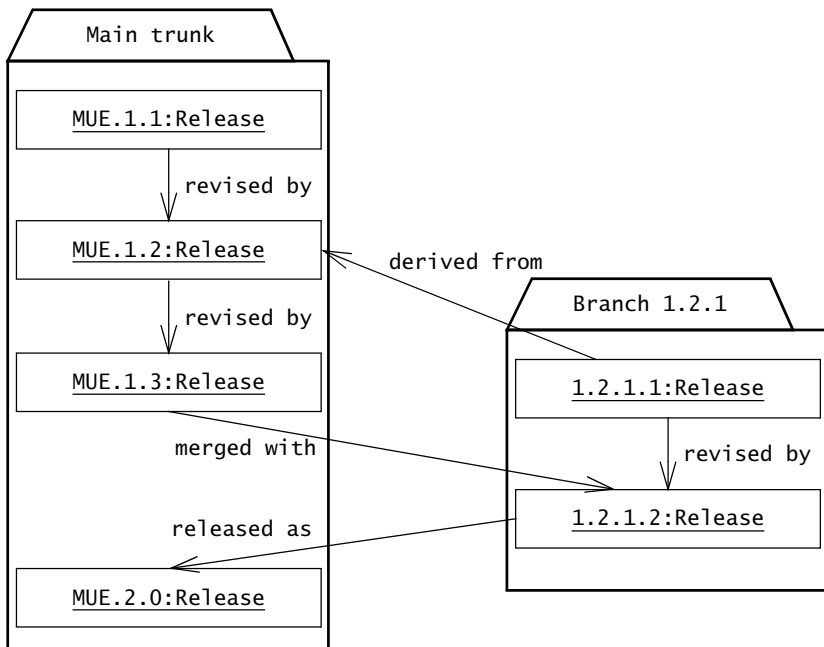 Main trunk
MUE.1.1:Release
revised by
MUE.1.2:Release
derived from
revised by
Branch 1.2.1
MUE.1.3:Release
1.2.1.1:Release
merged with
revised by
released as
1.2.1.2:Release
MUE.2.0:Release